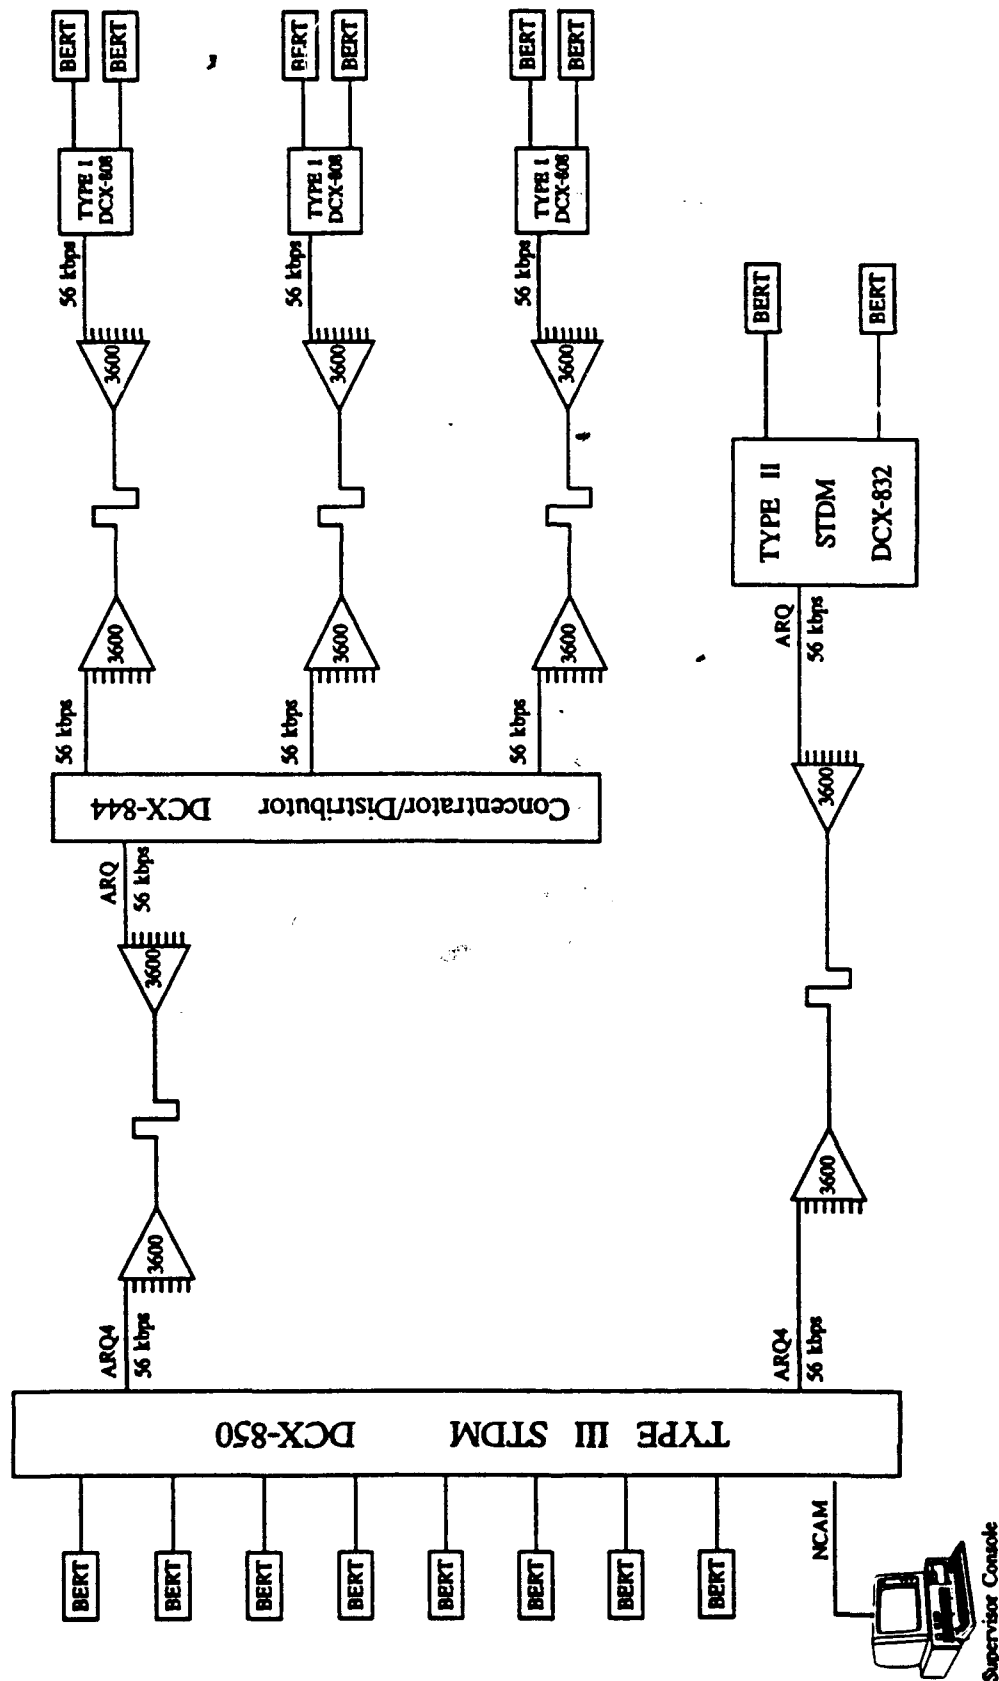 BERT
BERT
BERT
BERT
BERT
BERT
TYPE I
DCX-808
TYPE I
DCX-808
TYPE I
DCX-808
56 kbps
56 kbps
56 kbps
3600
3600
3600
3600
3600
3600
56 kbps
56 kbps
56 kbps
Concentrator/Distributor DCX-844
ARQ
56 kbps
3600
3600
ARQ4
56 kbps
BERT
BERT
TYPE II
STDM
DCX-832
ARQ
56 kbps
3600
3600
ARQ4
56 kbps
TYPE III STDM DCX-850
BERT
BERT
BERT
BERT
BERT
BERT
BERT
BERT
NCAM
Supervisor Console